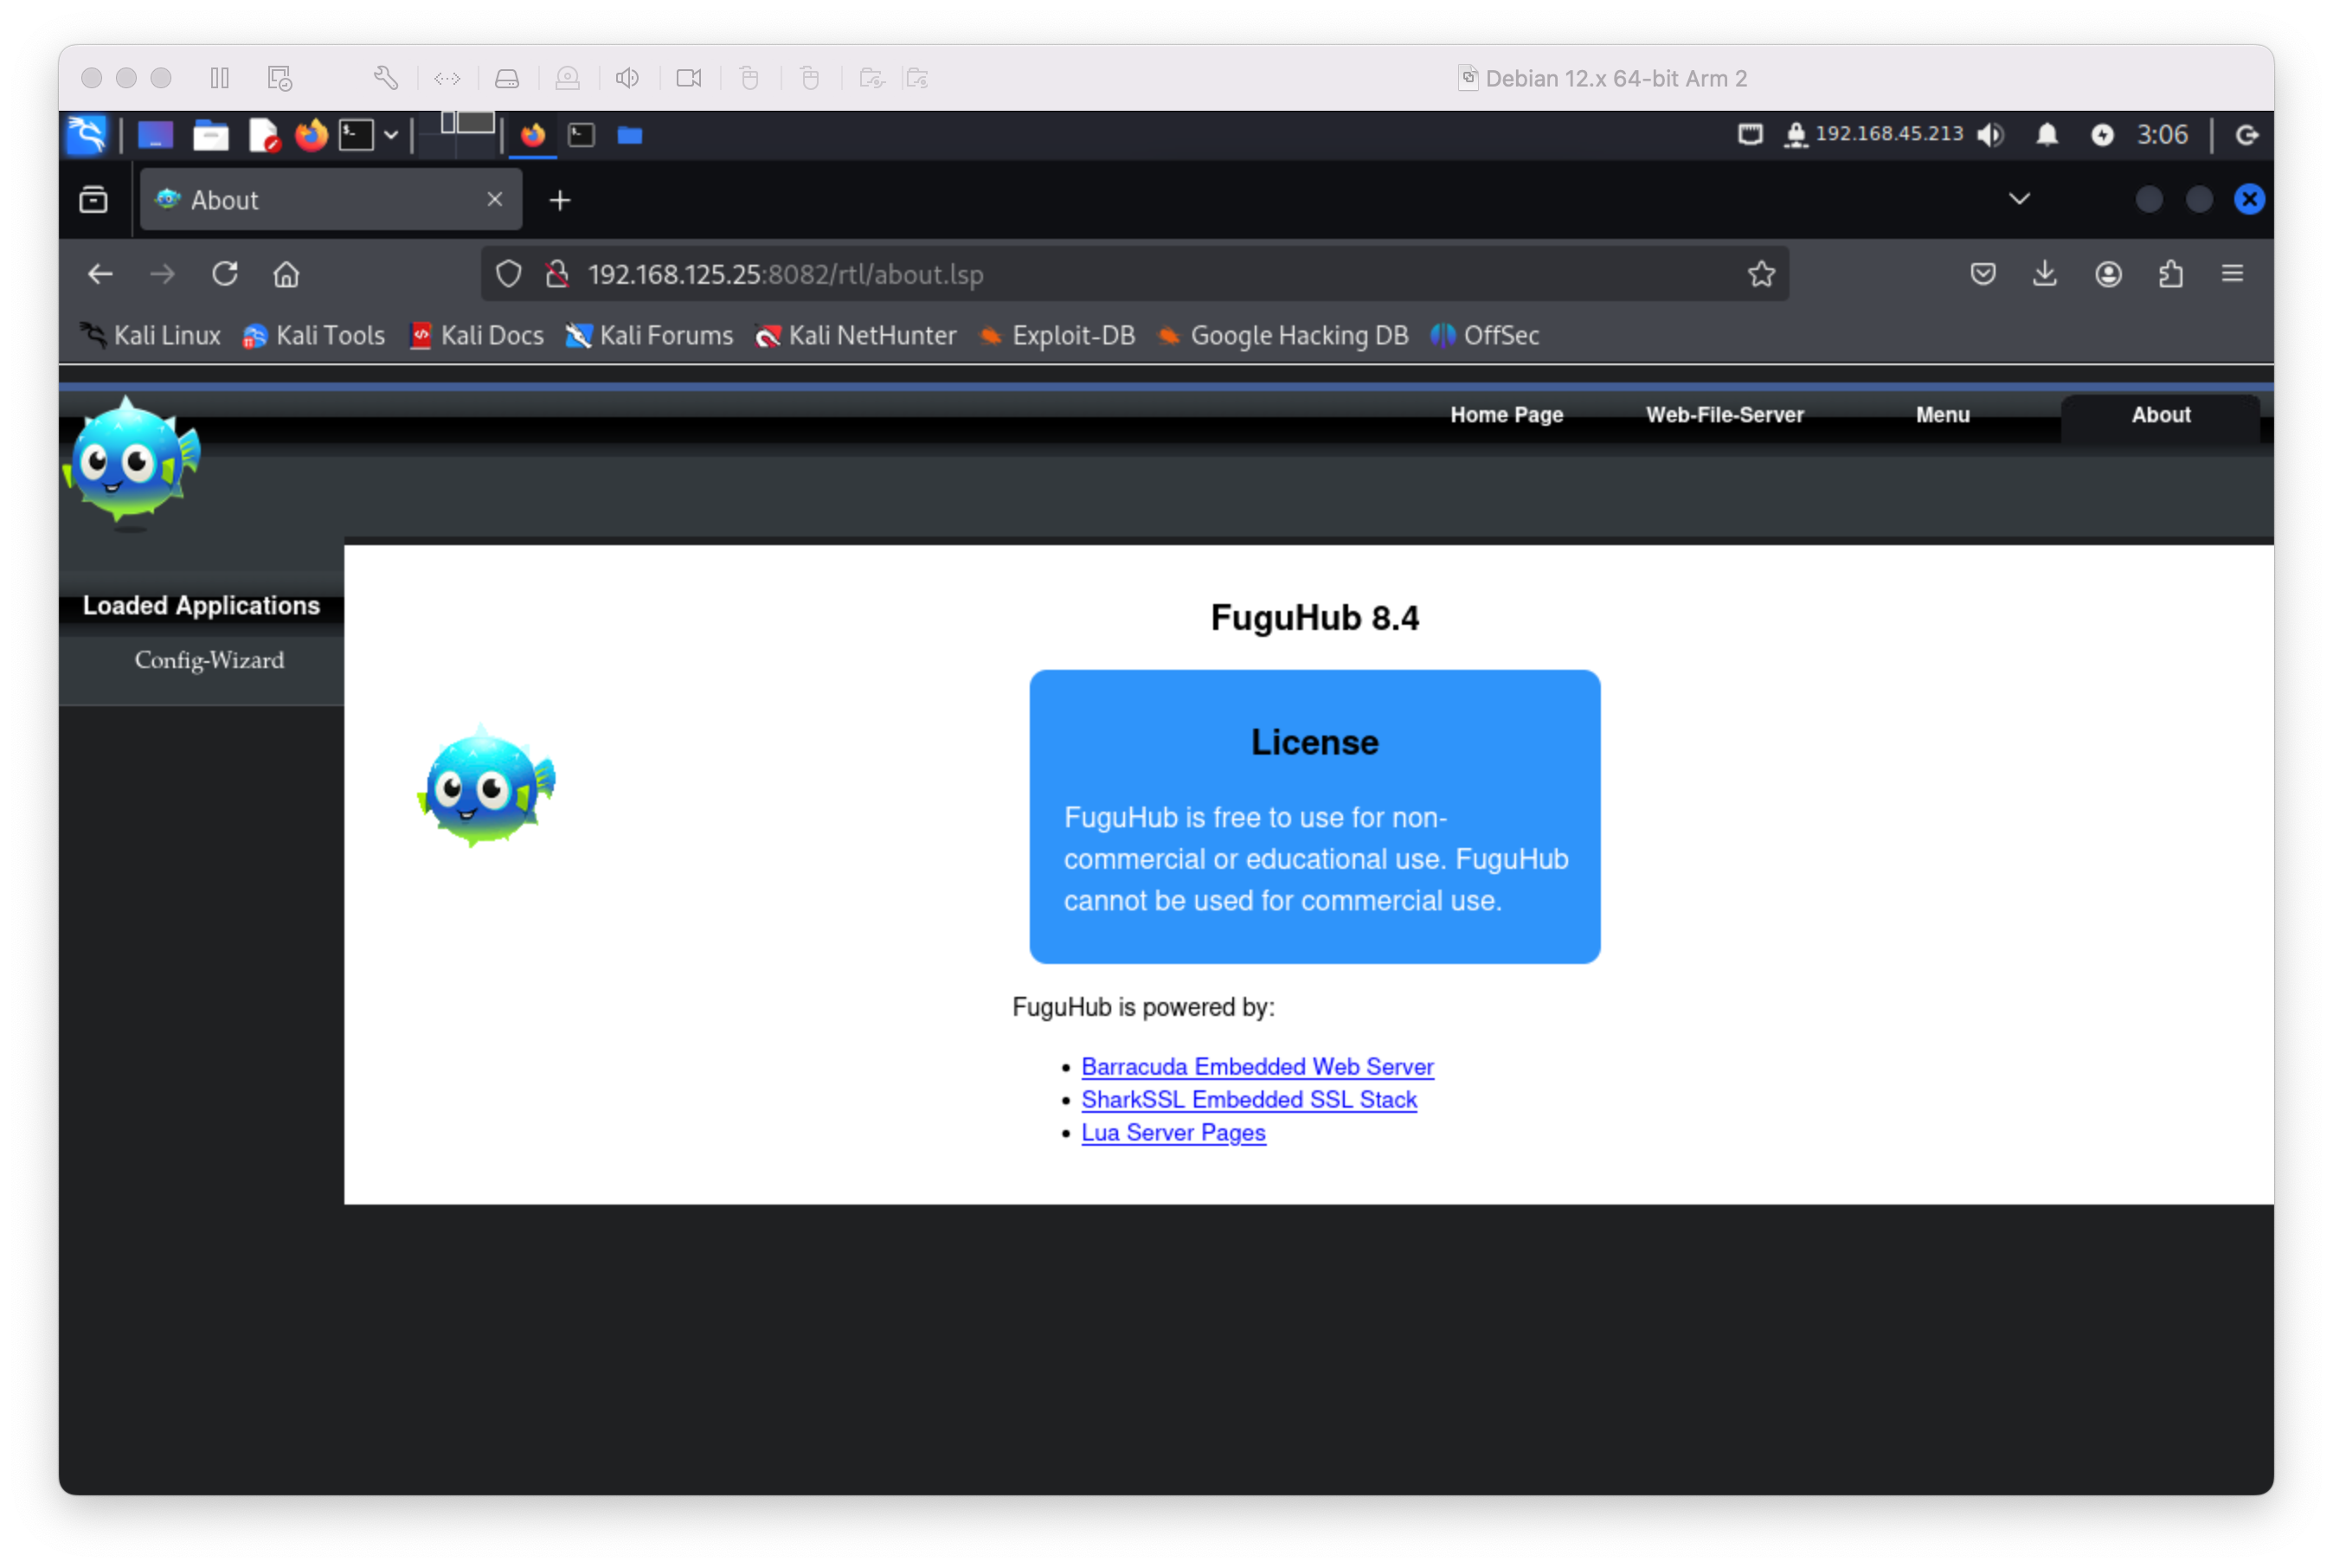 Debian 12.x 64-bit Arm 2
192.168.45.213
3:06
About
192.168.125.25:8082/rtl/about.lsp
Kali Linux
Kali Tools
Kali Docs
Kali Forums
Kali NetHunter
Exploit-DB
Google Hacking DB
OffSec
Home Page
Web-File-Server
Menu
About
Loaded Applications
Config-Wizard
FuguHub 8.4
License
FuguHub is free to use for non-
commercial or educational use. FuguHub
cannot be used for commercial use.
FuguHub is powered by:
Barracuda Embedded Web Server
SharkSSL Embedded SSL Stack
Lua Server Pages